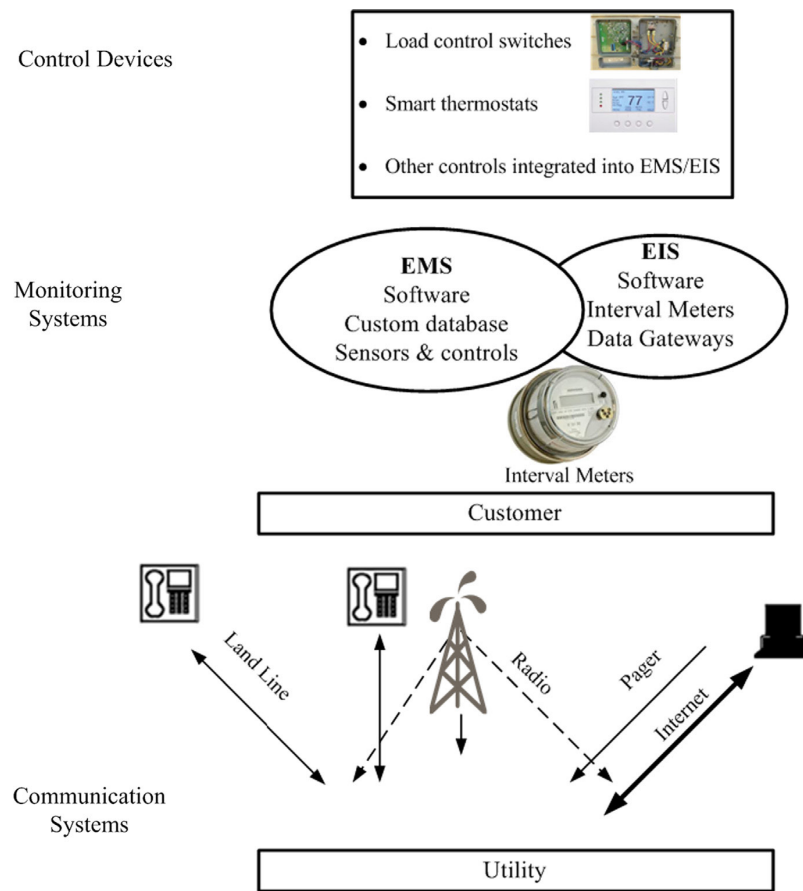 Control Devices
• Load control switches
• Smart thermostats
77
• Other controls integrated into EMS/EIS
Monitoring
Systems
EMS
Software
Custom database
Sensors & controls
EIS
Software
Interval Meters
Data Gateways
Interval Meters
Customer
Land Line
Radio
Pager
Internet
Communication
Systems
Utility